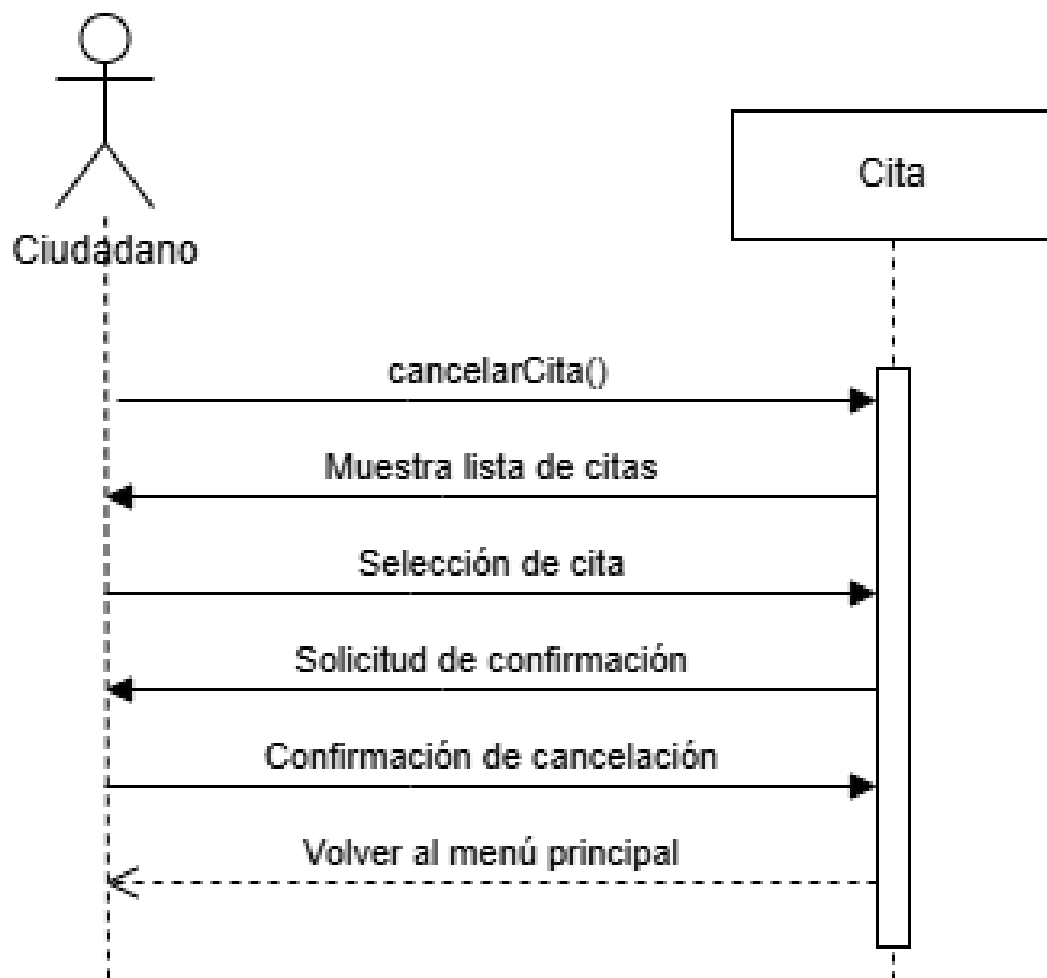 Cita
Ciudadano
cancelarCita()
Muestra lista de citas
Selección de cita
Solicitud de confirmación
Confirmación de cancelación
Volver al menú principal